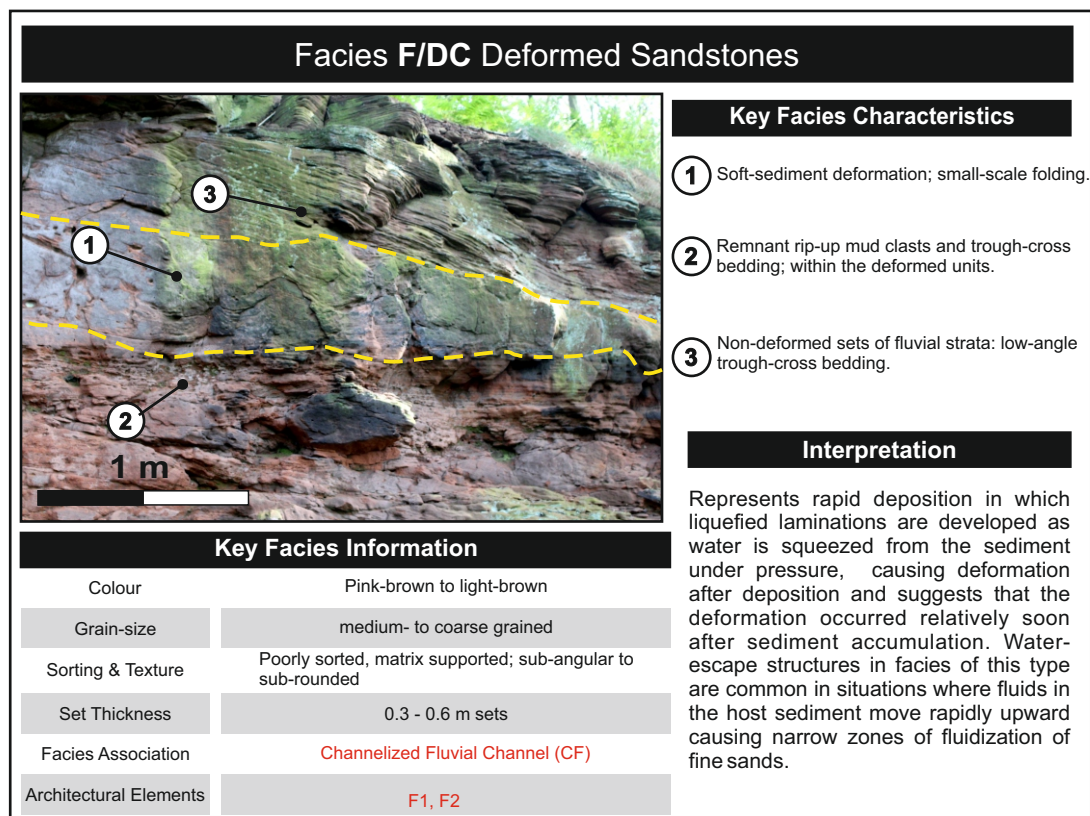 Facies F/DC Deformed Sandstones
3
1
2
1 m
Key Facies Characteristics
1 Soft-sediment deformation; small-scale folding.
2 Remnant rip-up mud clasts and trough-cross
bedding; within the deformed units.
3 Non-deformed sets of fluvial strata: low-angle
trough-cross bedding.
Interpretation
Represents rapid deposition in which
liquefied laminations are developed as
water is squeezed from the sediment
under pressure, causing deformation
after deposition and suggests that the
deformation occurred relatively soon
after sediment accumulation. Water-
escape structures in facies of this type
are common in situations where fluids in
the host sediment move rapidly upward
causing narrow zones of fluidization of
fine sands.
Key Facies Information
Colour Pink-brown to light-brown
Grain-size medium- to coarse grained
Sorting & Texture Poorly sorted, matrix supported; sub-angular to
sub-rounded
Set Thickness 0.3 - 0.6 m sets
Facies Association Channelized Fluvial Channel (CF)
Architectural Elements F1, F2